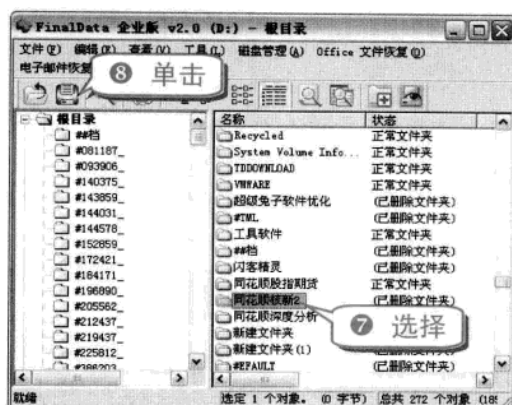 FinalData 企业版 v2.0 (D:) - 根目录
文件(F) 编辑(E) 查看(V) 工具(L) 磁盘管理(A) Office 文件恢复(O)
电子邮件恢复
❽ 单击
根目录
##档
#081187_
#093906_
#140375_
#143859_
#144031_
#144578_
#152859_
#172421_
#184171_
#196890_
#205562_
#212437_
#219437_
#225812_
#386203_
名称 状态
Recycled 正常文件夹
System Volume Info... 正常文件夹
TDDOWNLOAD 正常文件夹
VMWARE 正常文件夹
超级兔子软件优化 (已删除文件夹)
#TML (已删除文件夹)
工具软件 正常文件夹
##档 (已删除文件夹)
闪客精灵 (已删除文件夹)
同花顺股指期货 正常文件夹
同花顺核新2 (已删除文件夹)
同花顺深度分析
新建文件夹
新建文件夹(1) (已删除文件夹)
#EFAULT (已删除文件夹)
❼ 选择
就绪
选定 1 个对象。 (0 字节) 总共 272 个对象 (185